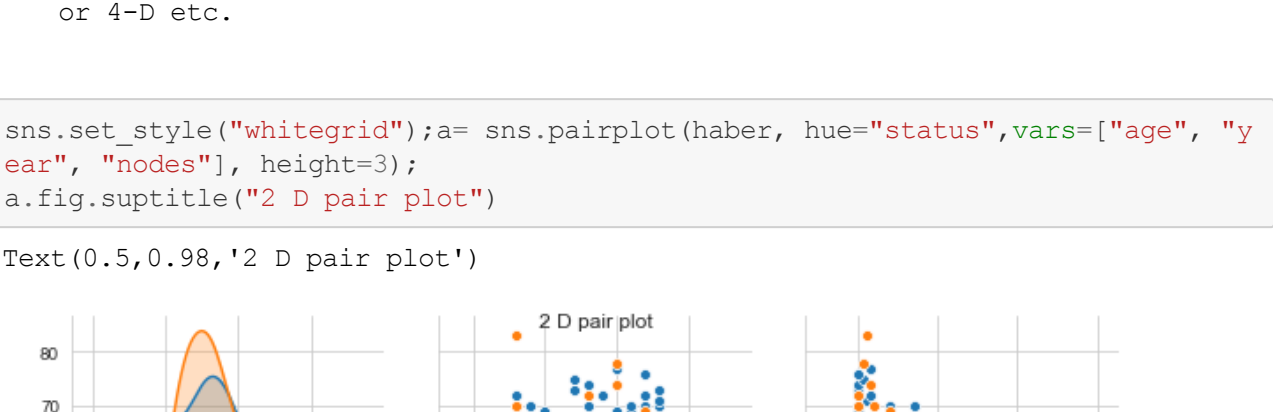 or 4-D etc.
sns.set_style("whitegrid");a= sns.pairplot(haber, hue="status",vars=["age", "y
ear", "nodes"], height=3);
a.fig.suptitle("2 D pair plot")
Text(0.5,0.98,'2 D pair plot')
2 D pair plot
80
70